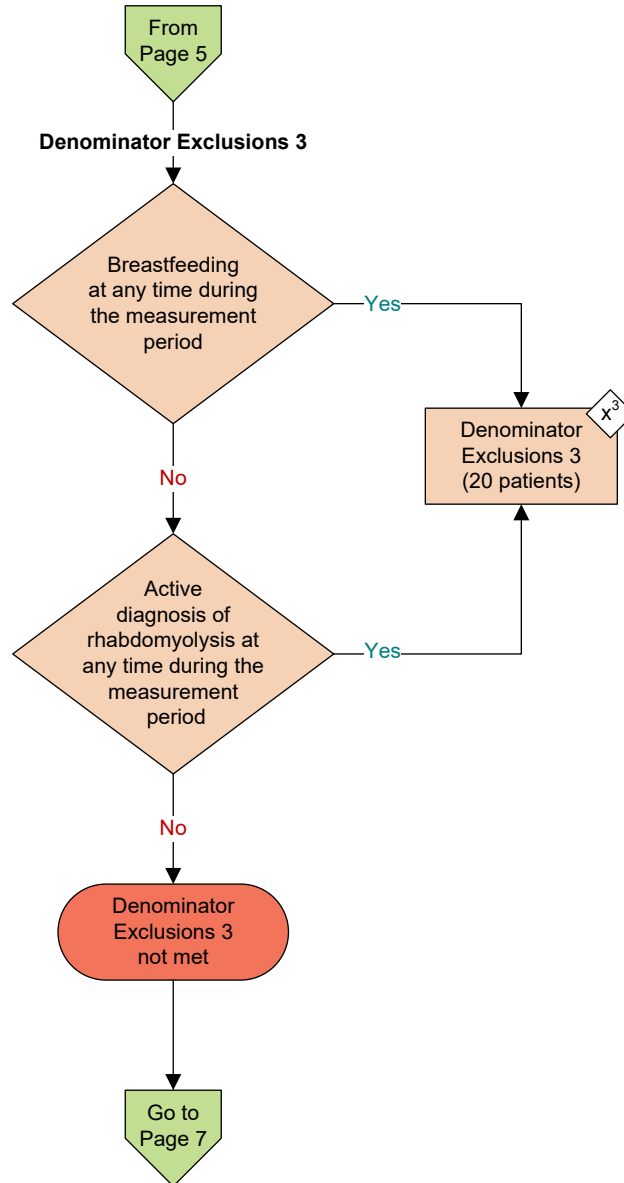 From
Page 5
Denominator Exclusions 3
Breastfeeding
at any time during
the measurement
period
Yes
x³
Denominator
Exclusions 3
(20 patients)
No
Active
diagnosis of
rhabdomyolysis at
any time during the
measurement
period
Yes
No
Denominator
Exclusions 3
not met
Go to
Page 7